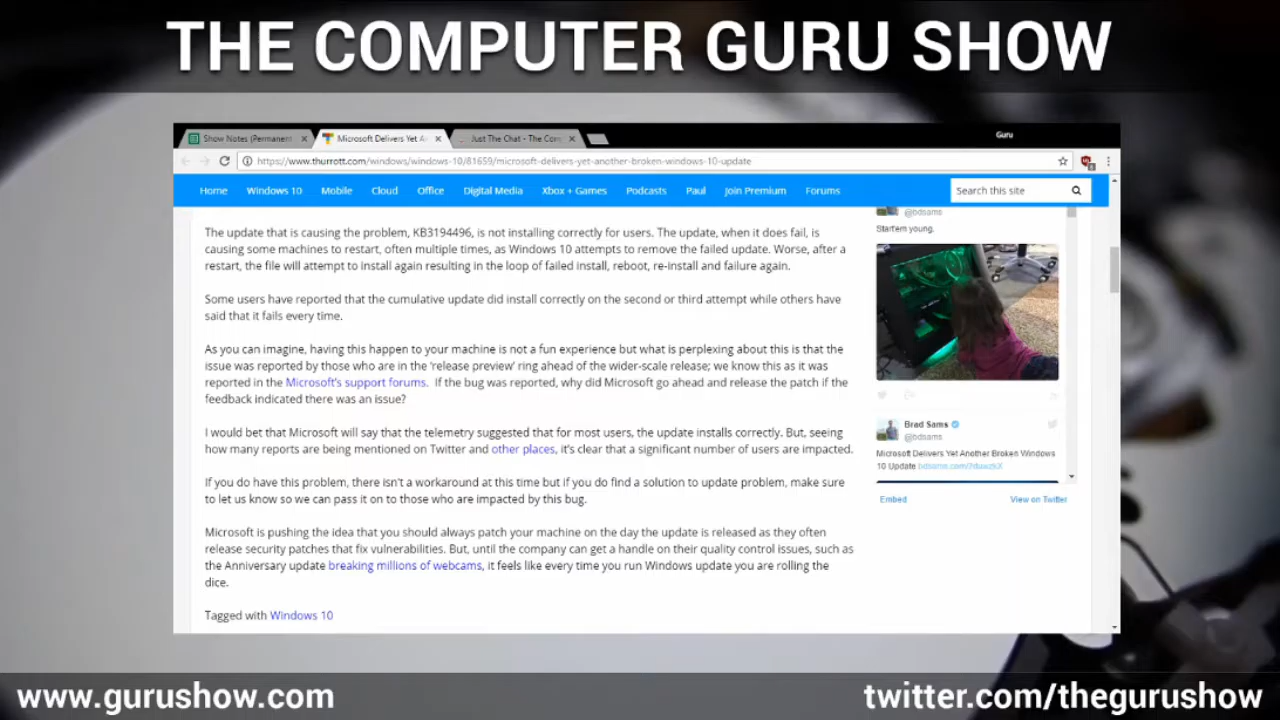 THE COMPUTER GURU SHOW
Guru
Show Notes (Permanent
Microsoft Delivers Yet A
Just The Chat - The Com
https://www.thurrott.com/windows/windows-10/81659/microsoft-delivers-yet-another-broken-windows-10-update
Home Windows 10 Mobile Cloud Office Digital Media Xbox + Games Podcasts Paul Join Premium Forums
Search this site
The update that is causing the problem, KB3194496, is not installing correctly for users. The update, when it does fail, is
causing some machines to restart, often multiple times, as Windows 10 attempts to remove the failed update. Worse, after a
restart, the file will attempt to install again resulting in the loop of failed install, reboot, re-install and failure again.
Some users have reported that the cumulative update did install correctly on the second or third attempt while others have
said that it fails every time.
As you can imagine, having this happen to your machine is not a fun experience but what is perplexing about this is that the
issue was reported by those who are in the 'release preview' ring ahead of the wider-scale release; we know this as it was
reported in the Microsoft's support forums. If the bug was reported, why did Microsoft go ahead and release the patch if the
feedback indicated there was an issue?
I would bet that Microsoft will say that the telemetry suggested that for most users, the update installs correctly. But, seeing
how many reports are being mentioned on Twitter and other places, it's clear that a significant number of users are impacted.
If you do have this problem, there isn't a workaround at this time but if you do find a solution to update problem, make sure
to let us know so we can pass it on to those who are impacted by this bug.
Microsoft is pushing the idea that you should always patch your machine on the day the update is released as they often
release security patches that fix vulnerabilities. But, until the company can get a handle on their quality control issues, such as
the Anniversary update breaking millions of webcams, it feels like every time you run Windows update you are rolling the
dice.
Tagged with Windows 10
@bdsams
Start'em young.
Brad Sams
@bdsams
Microsoft Delivers Yet Another Broken Windows
10 Update
Embed
View on Twitter
www.gurushow.com
twitter.com/thegurushow